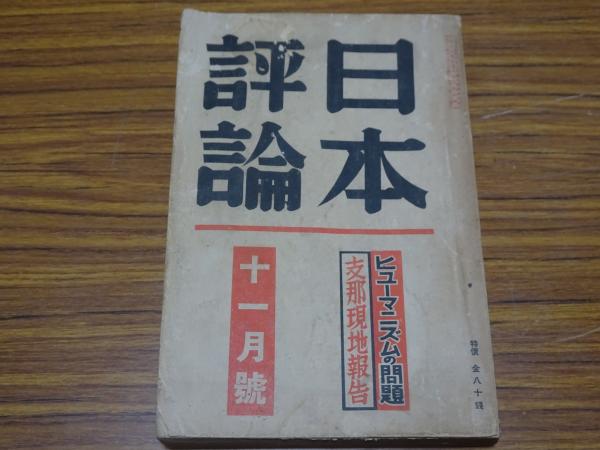 日本
評論
ヒューマニズムの問題
支那現地報告
十一月號
特價 金八十錢